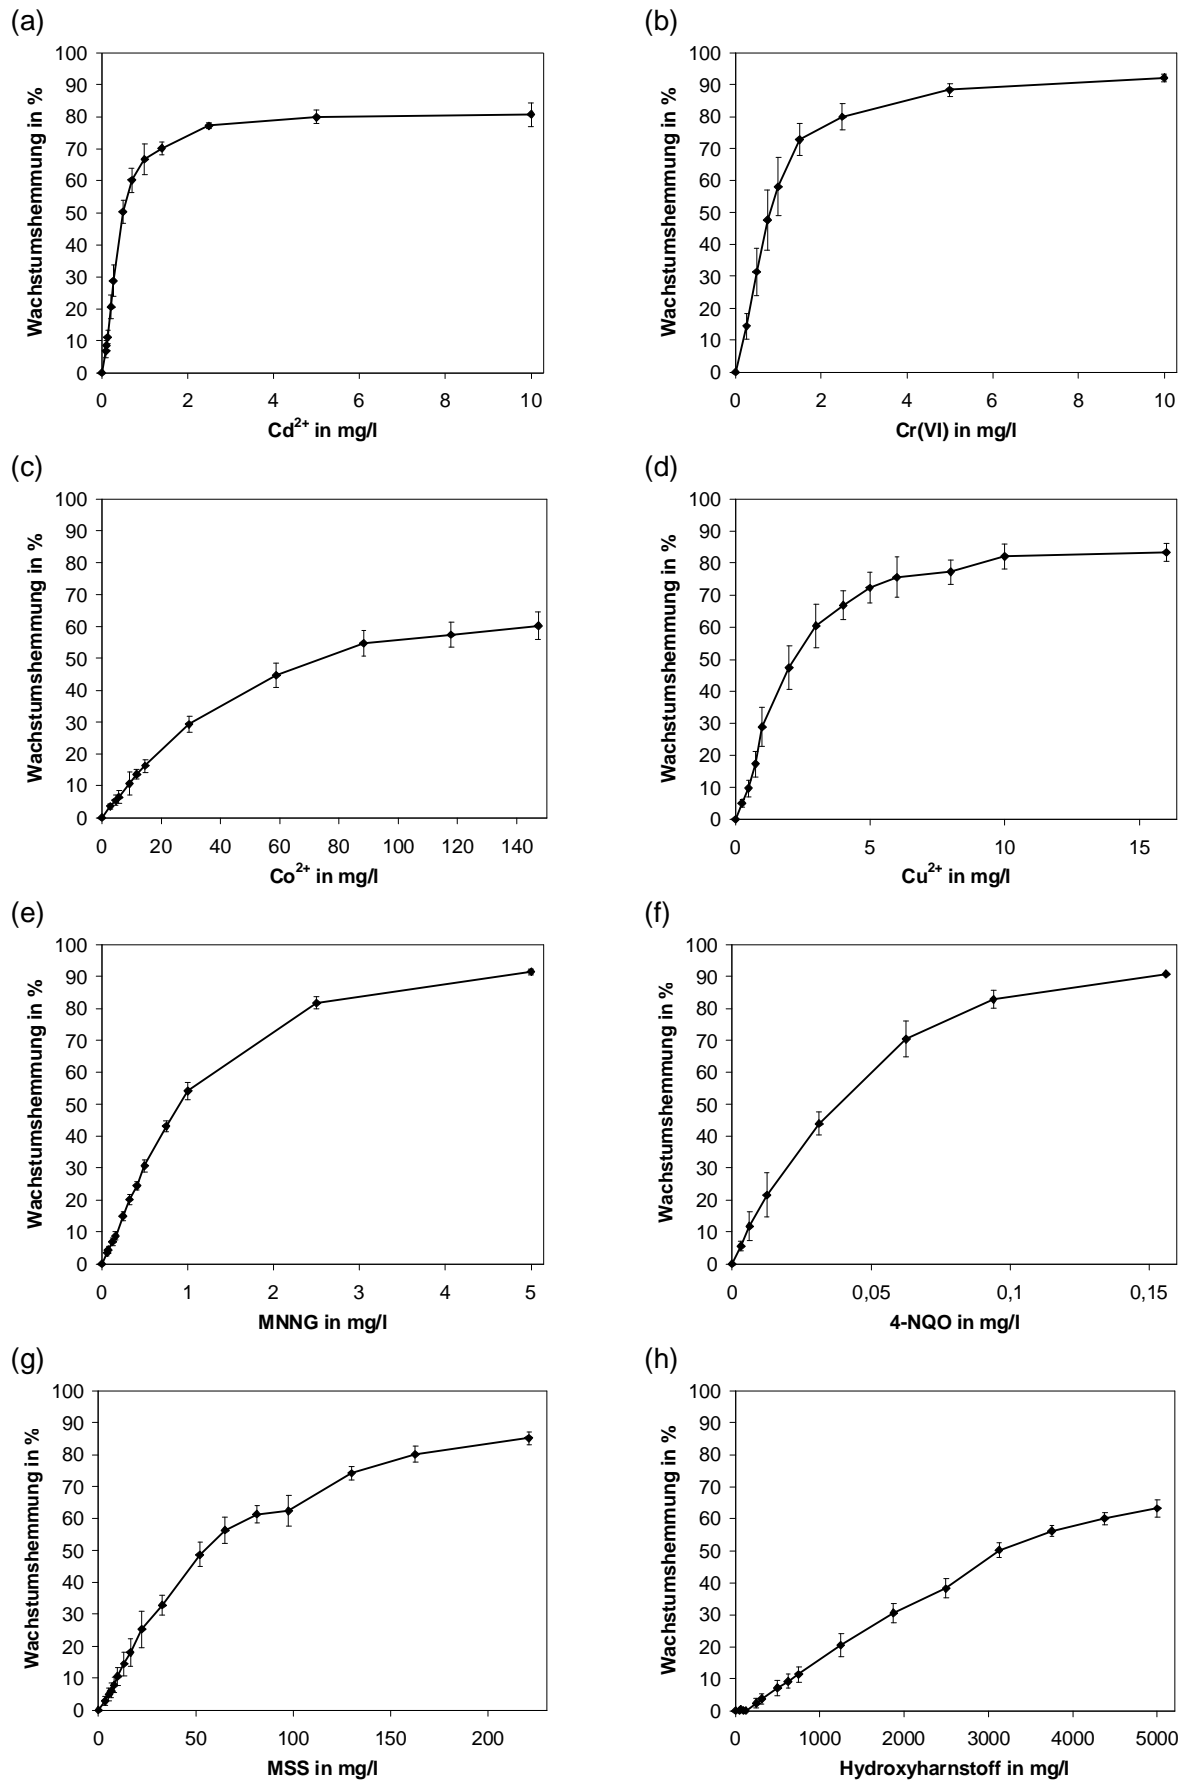 (a)
Wachstumshemmung in %
100
90
80
70
60
50
40
30
20
10
0
0 2 4 6 8 10
Cd²⁺ in mg/l
(b)
Wachstumshemmung in %
100
90
80
70
60
50
40
30
20
10
0
0 2 4 6 8 10
Cr(VI) in mg/l
(c)
Wachstumshemmung in %
100
90
80
70
60
50
40
30
20
10
0
0 20 40 60 80 100 120 140
Co²⁺ in mg/l
(d)
Wachstumshemmung in %
100
90
80
70
60
50
40
30
20
10
0
0 5 10 15
Cu²⁺ in mg/l
(e)
Wachstumshemmung in %
100
90
80
70
60
50
40
30
20
10
0
0 1 2 3 4 5
MNNG in mg/l
(f)
Wachstumshemmung in %
100
90
80
70
60
50
40
30
20
10
0
0 0,05 0,1 0,15
4-NQO in mg/l
(g)
Wachstumshemmung in %
100
90
80
70
60
50
40
30
20
10
0
0 50 100 150 200
MSS in mg/l
(h)
Wachstumshemmung in %
100
90
80
70
60
50
40
30
20
10
0
0 1000 2000 3000 4000 5000
Hydroxyharnstoff in mg/l